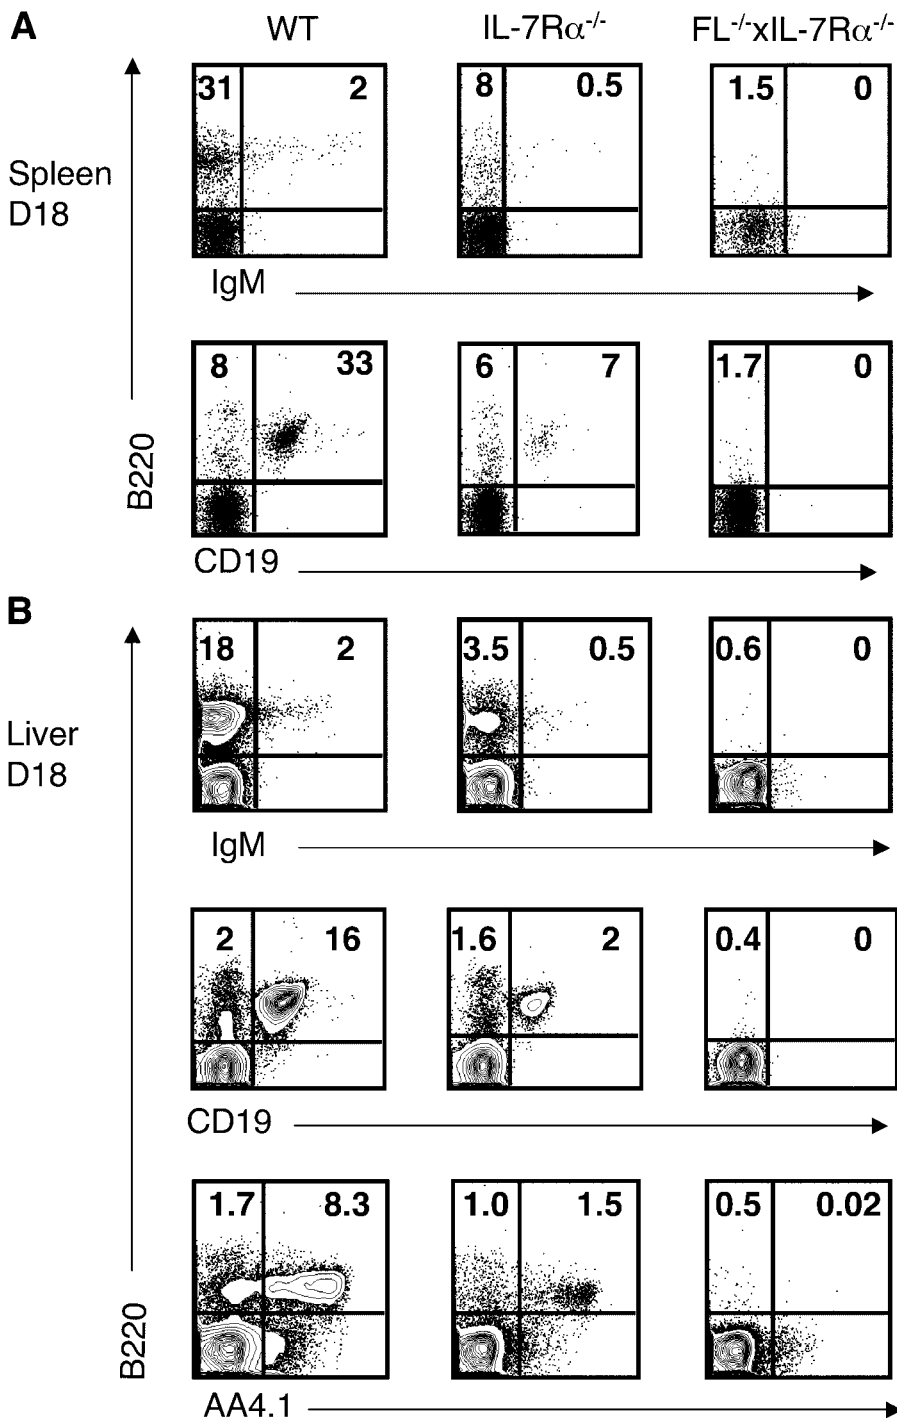 A
WT
IL-7Rα-/-
FL-/-xIL-7Rα-/-
31 2
8 0.5
1.5 0
Spleen
D18
IgM
8 33
6 7
1.7 0
B220
CD19
B
18 2
3.5 0.5
0.6 0
Liver
D18
IgM
2 16
1.6 2
0.4 0
CD19
1.7 8.3
1.0 1.5
0.5 0.02
B220
AA4.1